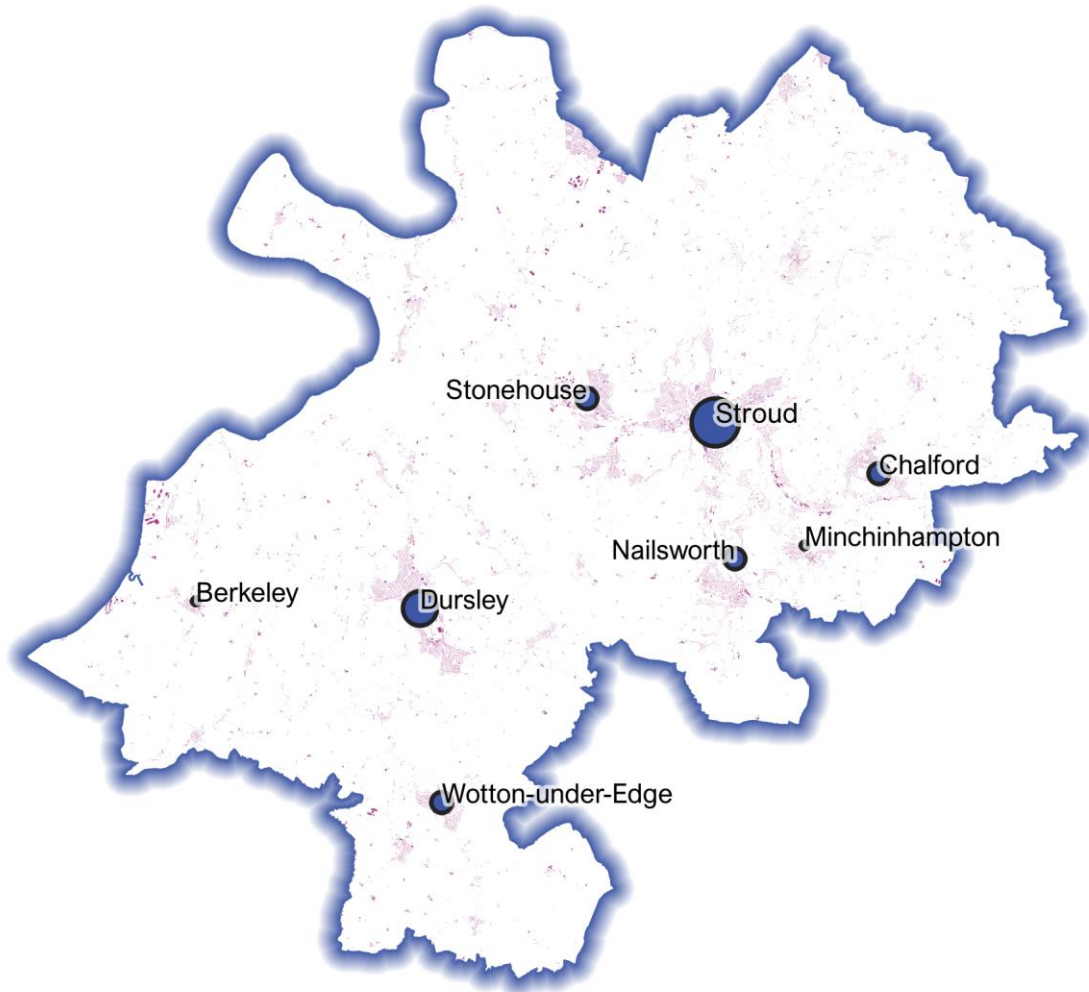 Stonehouse
Stroud
Chalford
Minchinhampton
Nailsworth
Berkeley
Dursley
Wotton-under-Edge